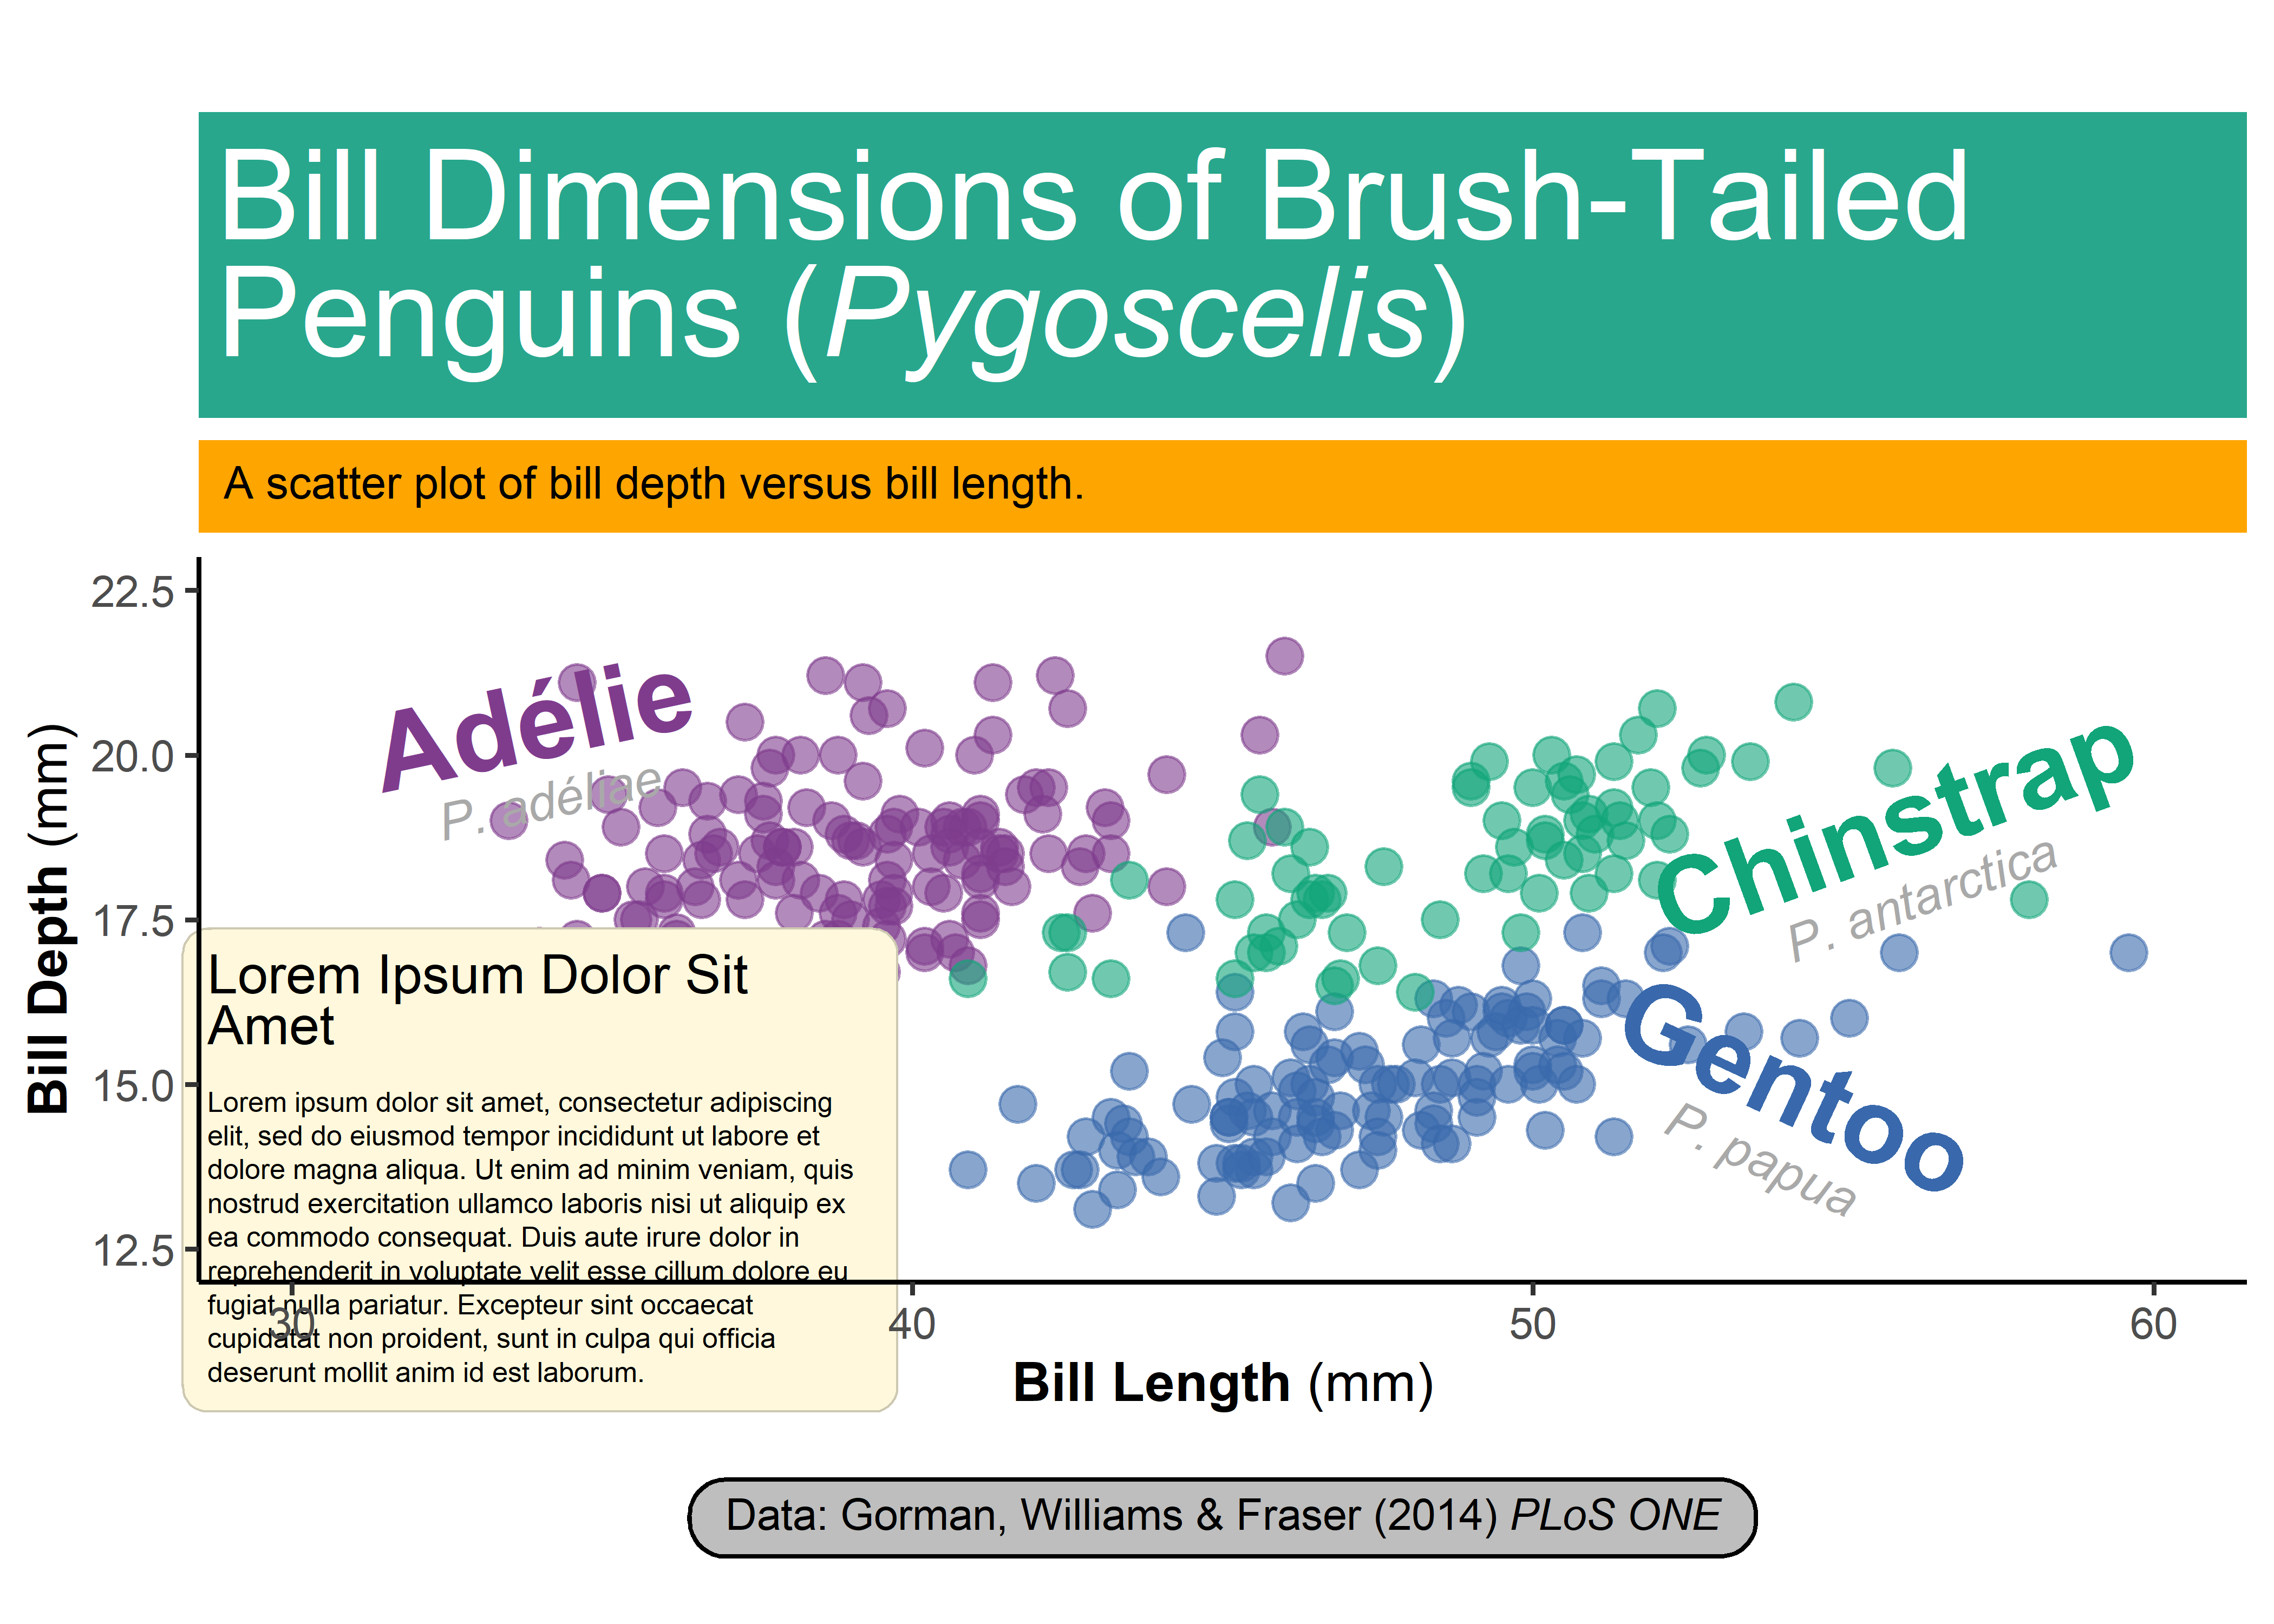 Bill Dimensions of Brush-Tailed
Penguins (Pygoscelis)
A scatter plot of bill depth versus bill length.
Bill Depth (mm)
22.5
20.0
17.5
15.0
12.5
Adélie
P. adéliae
Chinstrap
P. antarctica
Gentoo
P. papua
Lorem Ipsum Dolor Sit
Amet
Lorem ipsum dolor sit amet, consectetur adipiscing
elit, sed do eiusmod tempor incididunt ut labore et
dolore magna aliqua. Ut enim ad minim veniam, quis
nostrud exercitation ullamco laboris nisi ut aliquip ex
ea commodo consequat. Duis aute irure dolor in
reprehenderit in voluptate velit esse cillum dolore eu
fugiat nulla pariatur. Excepteur sint occaecat
cupidatat non proident, sunt in culpa qui officia
deserunt mollit anim id est laborum.
30 40 50 60
Bill Length (mm)
Data: Gorman, Williams & Fraser (2014) PLoS ONE